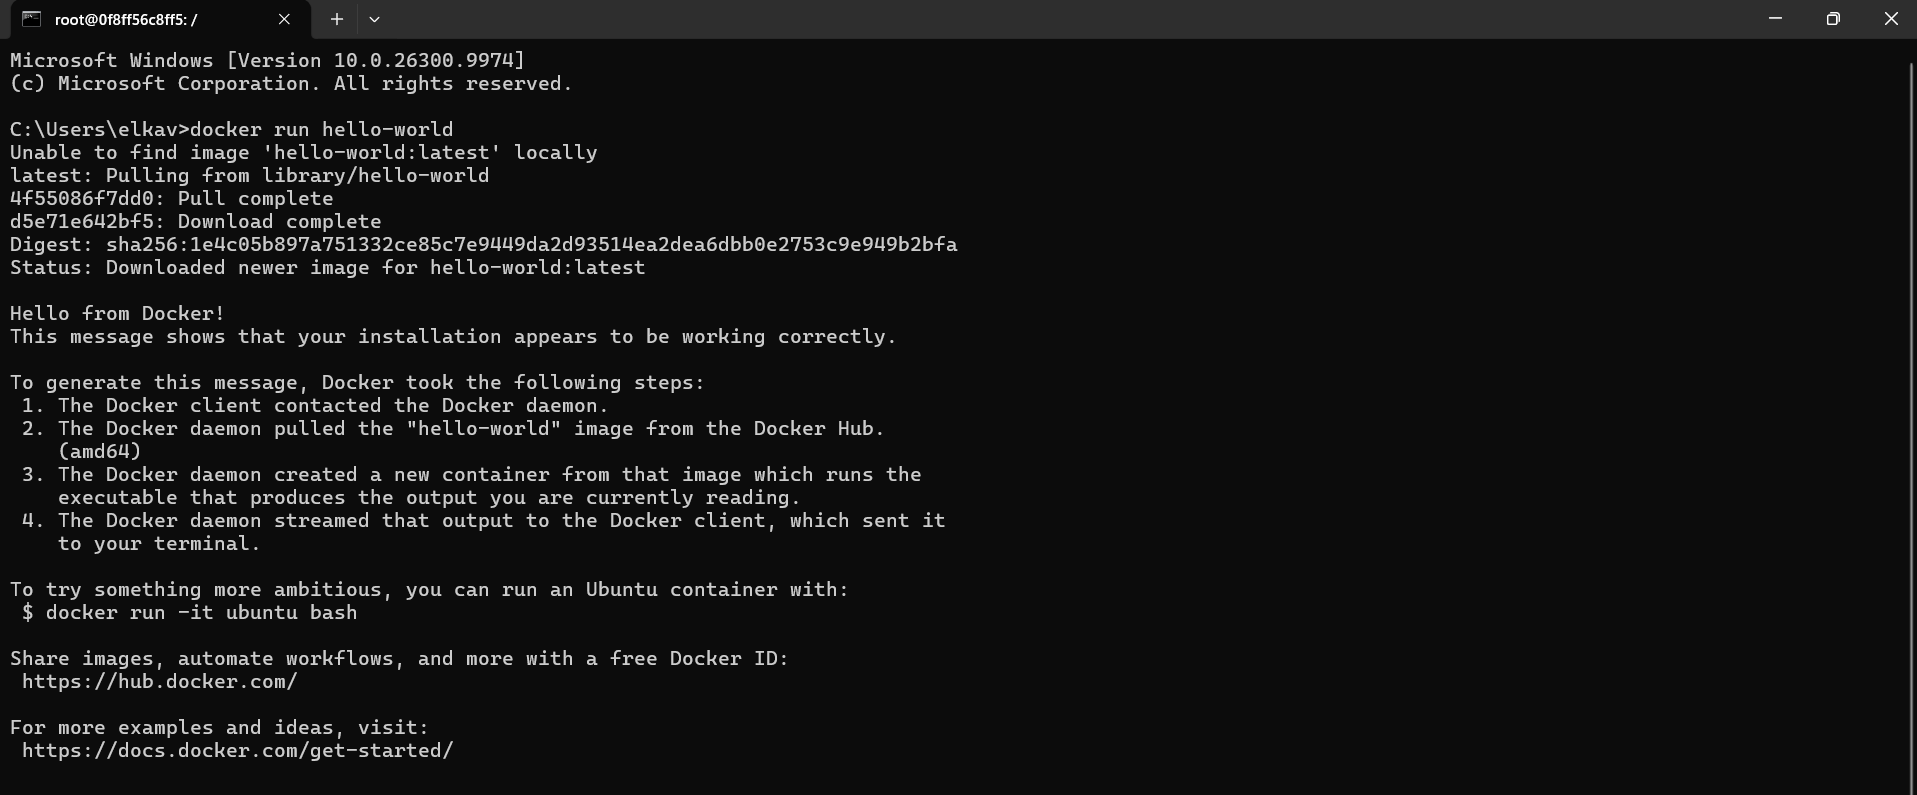 root@0f8ff56c8ff5: /
Microsoft Windows [Version 10.0.26300.9974]
(c) Microsoft Corporation. All rights reserved.
C:\Users\elkav>docker run hello-world
Unable to find image 'hello-world:latest' locally
latest: Pulling from library/hello-world
4f55086f7dd0: Pull complete
d5e71e642bf5: Download complete
Digest: sha256:1e4c05b897a751332ce85c7e9449da2d93514ea2dea6dbb0e2753c9e949b2bfa
Status: Downloaded newer image for hello-world:latest
Hello from Docker!
This message shows that your installation appears to be working correctly.
To generate this message, Docker took the following steps:
 1. The Docker client contacted the Docker daemon.
 2. The Docker daemon pulled the "hello-world" image from the Docker Hub.
    (amd64)
 3. The Docker daemon created a new container from that image which runs the
    executable that produces the output you are currently reading.
 4. The Docker daemon streamed that output to the Docker client, which sent it
    to your terminal.
To try something more ambitious, you can run an Ubuntu container with:
 $ docker run -it ubuntu bash
Share images, automate workflows, and more with a free Docker ID:
 https://hub.docker.com/
For more examples and ideas, visit:
 https://docs.docker.com/get-started/